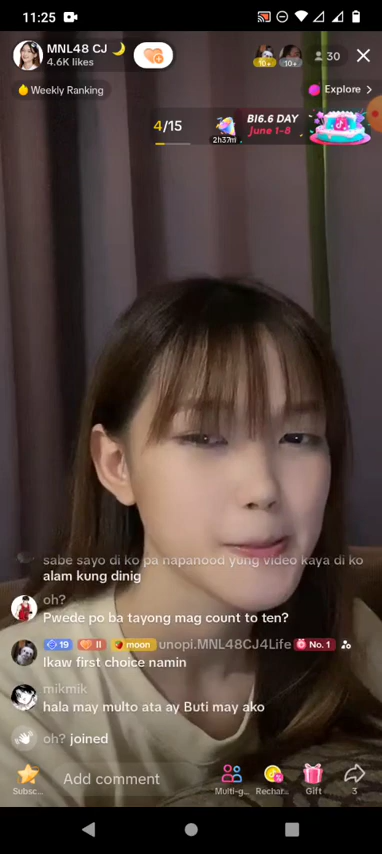 11:25
MNL48 CJ 🌙
4.6K likes
10+
10+
30
Weekly Ranking
Explore >
4/15
BI6.6 DAY
June 1-8
2h37m
sabe sayo di ko pa napanood yung video kaya di ko
alam kung dinig
oh?
Pwede po ba tayong mag count to ten?
19 II moon unopi.MNL48CJ4Life No. 1
Ikaw first choice namin
mikmik
hala may multo ata ay Buti may ako
oh? joined
Add comment
Subsc... Multi-g... Rechar... Gift 3